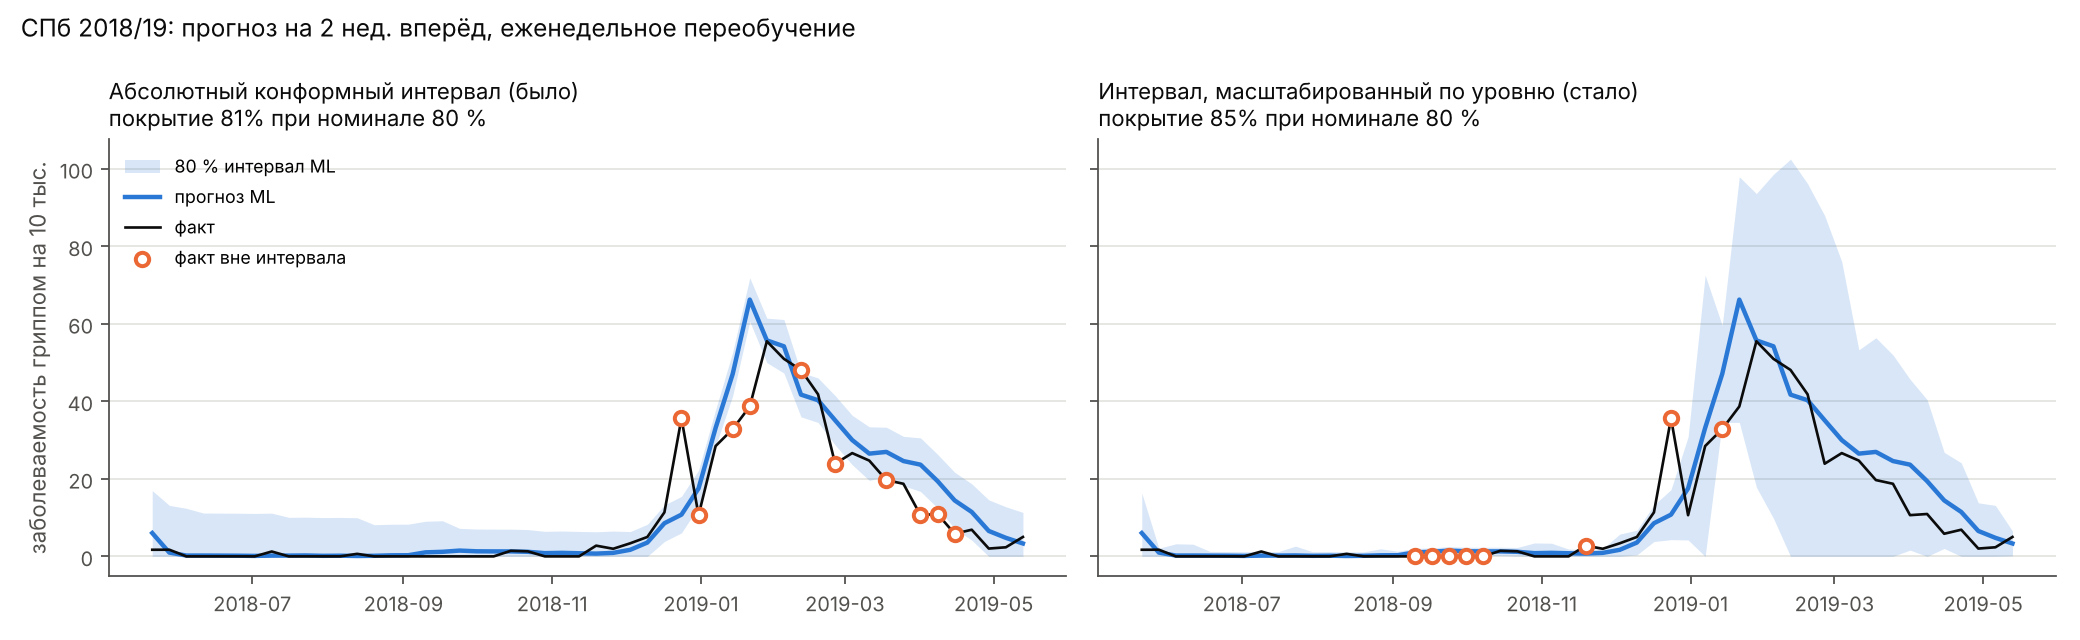 СПб 2018/19: прогноз на 2 нед. вперёд, еженедельное переобучение
Абсолютный конформный интервал (было)
покрытие 81% при номинале 80 %
заболеваемость гриппом на 10 тыс.
100
80
60
40
20
0
80 % интервал ML
прогноз ML
факт
факт вне интервала
2018-07
2018-09
2018-11
2019-01
2019-03
2019-05
Интервал, масштабированный по уровню (стало)
покрытие 85% при номинале 80 %
2018-07
2018-09
2018-11
2019-01
2019-03
2019-05